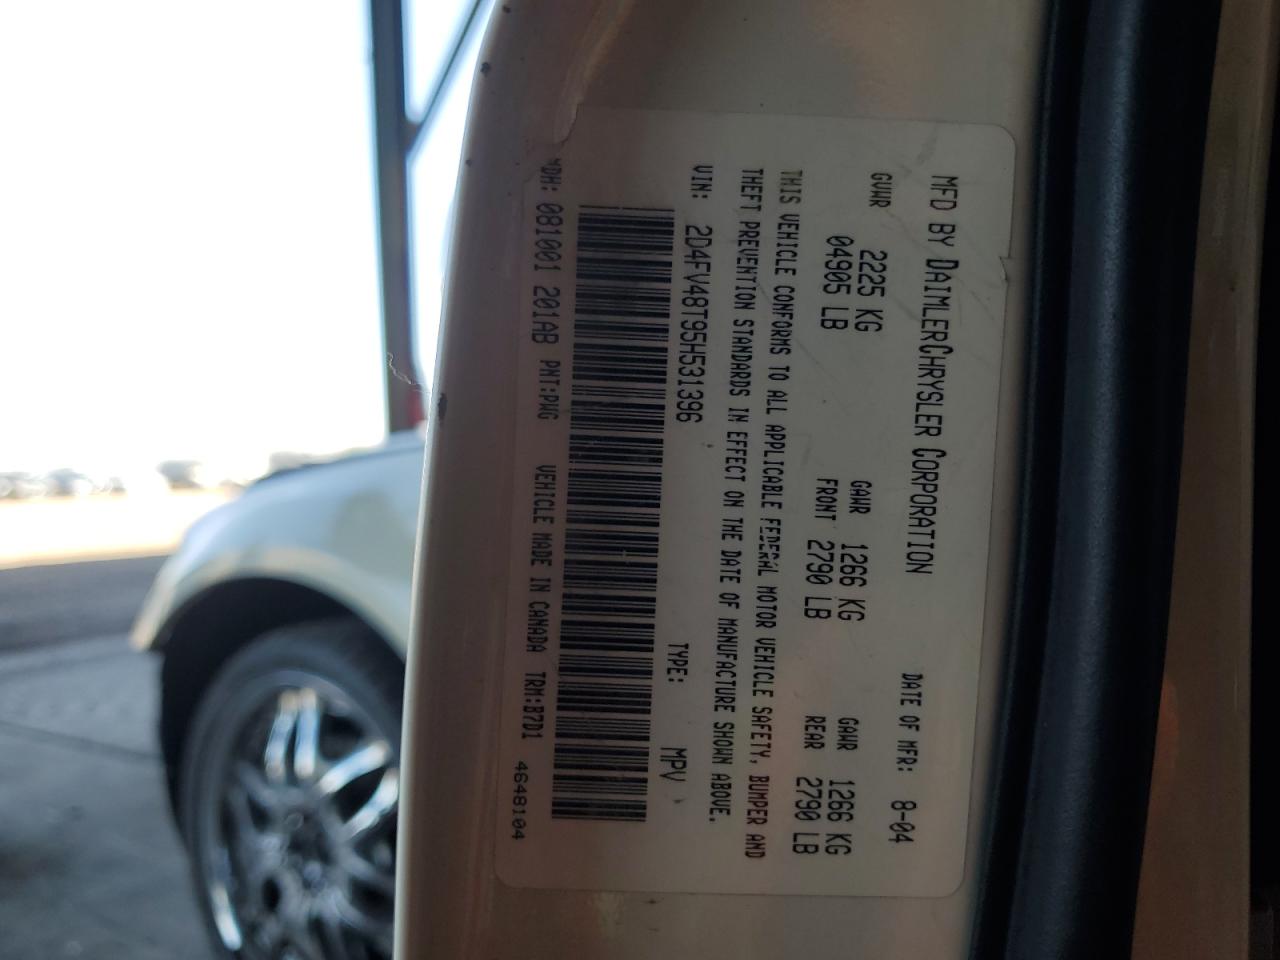 MFD BY DAIMLERCHRYSLER CORPORATION DATE OF MFR: 8-04
GVWR 2225 KG GAWR 1266 KG GAWR 1266 KG
04905 LB FRONT 2790 LB REAR 2790 LB
THIS VEHICLE CONFORMS TO ALL APPLICABLE FEDERAL MOTOR VEHICLE SAFETY, BUMPER AND
THEFT PREVENTION STANDARDS IN EFFECT ON THE DATE OF MANUFACTURE SHOWN ABOVE.
VIN: 2D4FV48T95H531396 TYPE: MPV
MDH: 081001 201AB PNT:PWG VEHICLE MADE IN CANADA TRM:B7D1 4648104